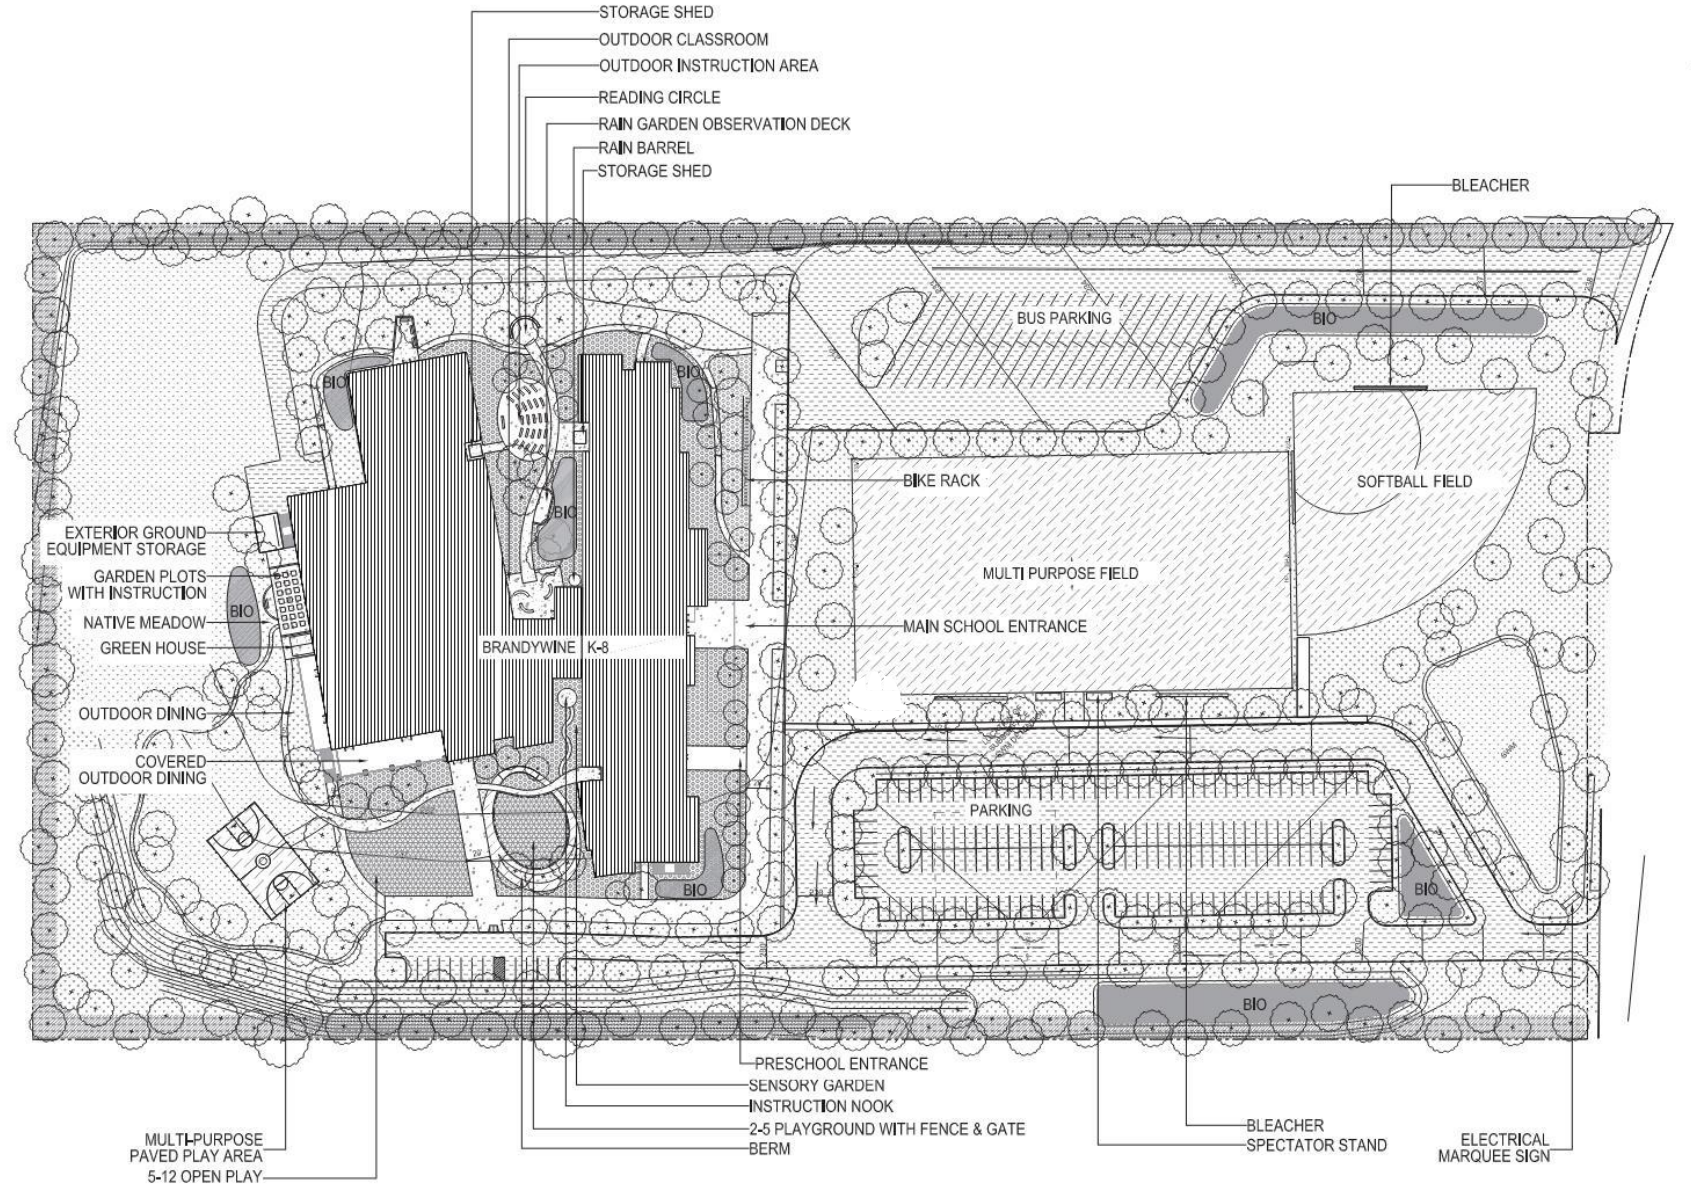 STORAGE SHED
OUTDOOR CLASSROOM
OUTDOOR INSTRUCTION AREA
READING CIRCLE
RAIN GARDEN OBSERVATION DECK
RAIN BARREL
STORAGE SHED
BLEACHER
BUS PARKING
BIO
BIO
BIO
BIKE RACK
SOFTBALL FIELD
BIO
EXTERIOR GROUND
EQUIPMENT STORAGE
GARDEN PLOTS
WITH INSTRUCTION
MULTI PURPOSE FIELD
BIO
NATIVE MEADOW
MAIN SCHOOL ENTRANCE
GREEN HOUSE
BRANDYWINE K-8
OUTDOOR DINING
COVERED
OUTDOOR DINING
PARKING
BIO
BIO
BIO
PRESCHOOL ENTRANCE
SENSORY GARDEN
INSTRUCTION NOOK
2-5 PLAYGROUND WITH FENCE & GATE
BERM
BLEACHER
SPECTATOR STAND
MULTI-PURPOSE
PAVED PLAY AREA
5-12 OPEN PLAY
ELECTRICAL
MARQUEE SIGN